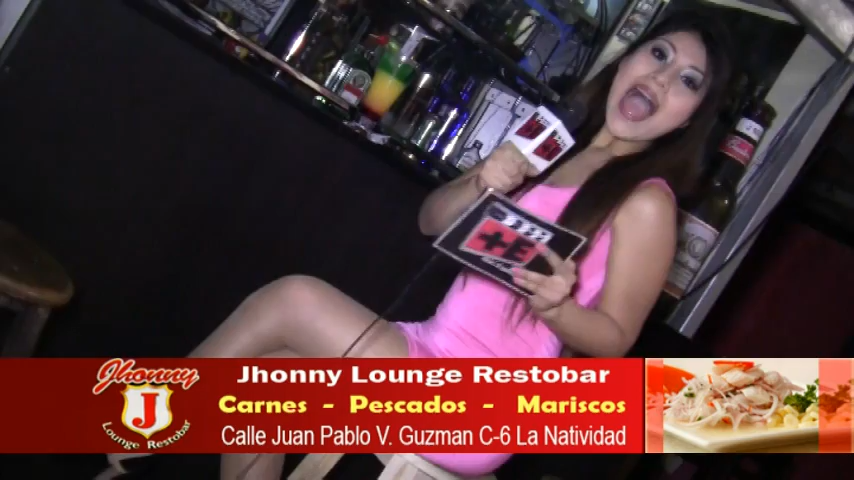 +E
Jhonny
J
Lounge Restobar
Jhonny Lounge Restobar
Carnes - Pescados - Mariscos
Calle Juan Pablo V. Guzman C-6 La Natividad